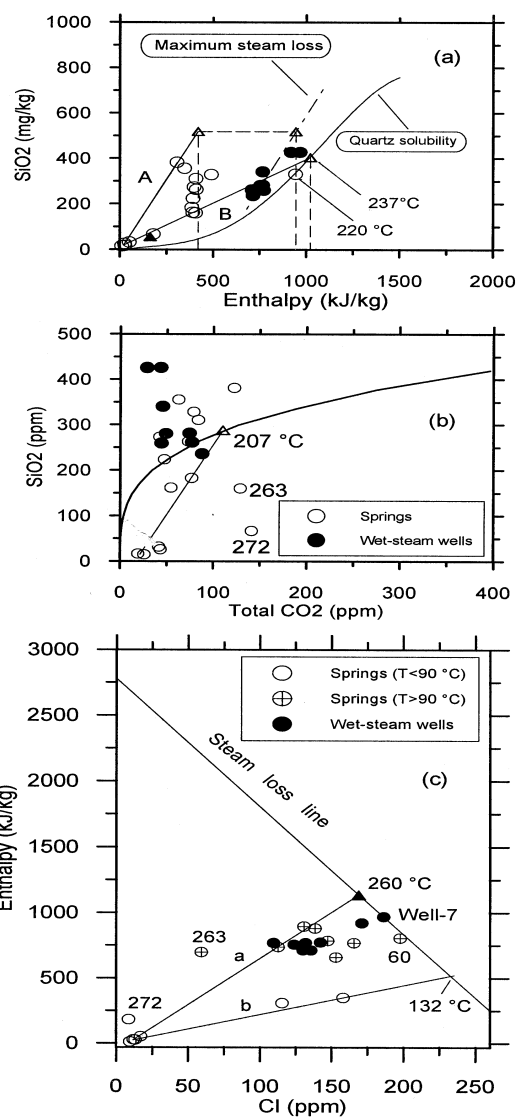 1000
800
600
400
200
0
SiO2 (mg/kg)
Maximum steam loss
(a)
Quartz solubility
A
B
237°C
220 °C
0 500 1000 1500 2000
Enthalpy (kJ/kg)
500
400
300
200
100
0
SiO2 (ppm)
(b)
207 °C
263
272
Springs
Wet-steam wells
0 100 200 300 400
Total CO2 (ppm)
3000
2500
2000
1500
1000
500
0
Enthalpy (kJ/kg)
Springs (T<90 °C)
Springs (T>90 °C)
Wet-steam wells
Steam loss line
(c)
260 °C
Well-7
263
a
60
272
b
132 °C
0 50 100 150 200 250
Cl (ppm)